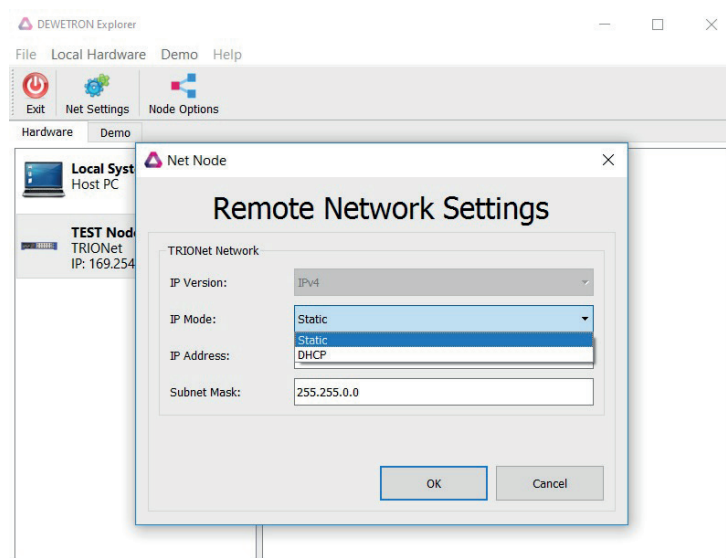 DEWETRON Explorer
File Local Hardware Demo Help
Exit Net Settings Node Options
Hardware Demo
Local Syst
Host PC
TEST Nod
TRIONet
IP: 169.254
Net Node
Remote Network Settings
TRIONet Network
IP Version: IPv4
IP Mode: Static
Static
DHCP
IP Address:
Subnet Mask: 255.255.0.0
OK Cancel